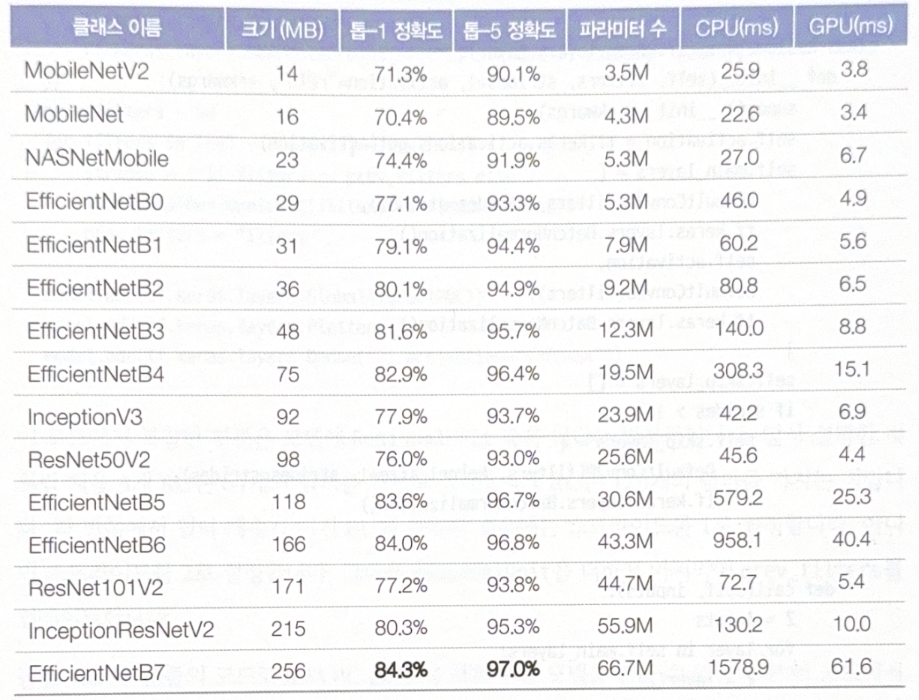 클래스 이름 크기 (MB) 톱-1 정확도 톱-5 정확도 파라미터 수 CPU(ms) GPU(ms)
MobileNetV2 14 71.3% 90.1% 3.5M 25.9 3.8
MobileNet 16 70.4% 89.5% 4.3M 22.6 3.4
NASNetMobile 23 74.4% 91.9% 5.3M 27.0 6.7
EfficientNetB0 29 77.1% 93.3% 5.3M 46.0 4.9
EfficientNetB1 31 79.1% 94.4% 7.9M 60.2 5.6
EfficientNetB2 36 80.1% 94.9% 9.2M 80.8 6.5
EfficientNetB3 48 81.6% 95.7% 12.3M 140.0 8.8
EfficientNetB4 75 82.9% 96.4% 19.5M 308.3 15.1
InceptionV3 92 77.9% 93.7% 23.9M 42.2 6.9
ResNet50V2 98 76.0% 93.0% 25.6M 45.6 4.4
EfficientNetB5 118 83.6% 96.7% 30.6M 579.2 25.3
EfficientNetB6 166 84.0% 96.8% 43.3M 958.1 40.4
ResNet101V2 171 77.2% 93.8% 44.7M 72.7 5.4
InceptionResNetV2 215 80.3% 95.3% 55.9M 130.2 10.0
EfficientNetB7 256 84.3% 97.0% 66.7M 1578.9 61.6